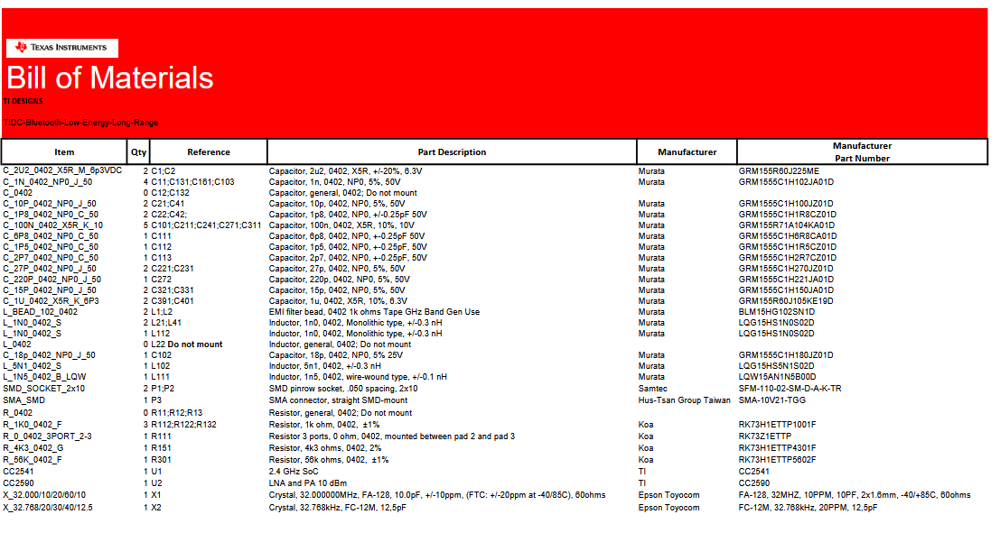 TEXAS INSTRUMENTS
Bill of Materials
TI DESIGNS
TIDC-Bluetooth-Low-Energy-Long-Range
Item Qty Reference Part Description Manufacturer Manufacturer Part Number
C_2U2_0402_X5R_M_6p3VDC 2 C1;C2 Capacitor, 2u2, 0402, X5R, +/-20%, 6.3V Murata GRM155R60J225ME
C_1N_0402_NP0_J_50 4 C11;C131;C161;C103 Capacitor, 1n, 0402, NP0, 5%, 50V Murata GRM1555C1H102JA01D
C_0402 0 C12;C132 Capacitor, general, 0402; Do not mount
C_10P_0402_NP0_J_50 2 C21;C41 Capacitor, 10p, 0402, NP0, 5%, 50V Murata GRM1555C1H100JZ01D
C_1P8_0402_NP0_C_50 2 C22;C42; Capacitor, 1p8, 0402, NP0, +/-0.25pF 50V Murata GRM1555C1H1R8CZ01D
C_100N_0402_X5R_K_10 5 C101;C211;C241;C271;C311 Capacitor, 100n, 0402, X5R, 10%, 10V Murata GRM155R71A104KA01D
C_6P8_0402_NP0_C_50 1 C111 Capacitor, 6p8, 0402, NP0, +-0.25pF 50V Murata GRM1555C1H6R8CA01D
C_1P5_0402_NP0_C_50 1 C112 Capacitor, 1p5, 0402, NP0, +-0.25pF, 50V Murata GRM1555C1H1R5CZ01D
C_2P7_0402_NP0_C_50 1 C113 Capacitor, 2p7, 0402, NP0, +-0.25pF, 50V Murata GRM1555C1H2R7CZ01D
C_27P_0402_NP0_J_50 2 C221;C231 Capacitor, 27p, 0402, NP0, 5%, 50V Murata GRM1555C1H270JZ01D
C_220P_0402_NP0_J_50 1 C272 Capacitor, 220p, 0402, NP0, 5%, 50V Murata GRM1555C1H221JA01D
C_15P_0402_NP0_J_50 2 C321;C331 Capacitor, 15p, 0402, NP0, 5%, 50V Murata GRM1555C1H150JA01D
C_1U_0402_X5R_K_6P3 2 C391;C401 Capacitor, 1u, 0402, X5R, 10%, 6.3V Murata GRM155R60J105KE19D
L_BEAD_102_0402 2 L1;L2 EMI filter bead, 0402 1k ohms Tape GHz Band Gen Use Murata BLM15HG102SN1D
L_1N0_0402_S 2 L21;L41 Inductor, 1n0, 0402, Monolithic type, +/-0.3 nH Murata LQG15HS1N0S02D
L_1N0_0402_S 1 L112 Inductor, 1n0, 0402, Monolithic type, +/-0.3 nH Murata LQG15HS1N0S02D
L_0402 0 L22 Do not mount Inductor, general, 0402; Do not mount
C_18p_0402_NP0_J_50 1 C102 Capacitor, 18p, 0402, NP0, 5% 25V Murata GRM1555C1H180JZ01D
L_5N1_0402_S 1 L102 Inductor, 5n1, 0402, +/-0.3 nH Murata LQG15HS5N1S02D
L_1N5_0402_B_LQW 1 L111 Inductor, 1n5, 0402, wire-wound type, +/-0.1 nH Murata LQW15AN1N5B00D
SMD_SOCKET_2x10 2 P1;P2 SMD pinrow socket, .050 spacing, 2x10 Samtec SFM-110-02-SM-D-A-K-TR
SMA_SMD 1 P3 SMA connector, straight SMD-mount Hus-Tsan Group Taiwan SMA-10V21-TGG
R_0402 0 R11;R12;R13 Resistor, general, 0402; Do not mount
R_1K0_0402_F 3 R112;R122;R132 Resistor, 1k ohm, 0402, ±1% Koa RK73H1ETTP1001F
R_0_0402_3PORT_2-3 1 R111 Resistor 3 ports, 0 ohm, 0402, mounted between pad 2 and pad 3 Koa RK73Z1ETTP
R_4K3_0402_G 1 R151 Resistor, 4k3 ohms, 0402, 2% Koa RK73H1ETTP4301F
R_56K_0402_F 1 R301 Resistor, 56k ohms, 0402, ±1% Koa RK73H1ETTP5602F
CC2541 1 U1 2.4 GHz SoC TI CC2541
CC2590 1 U2 LNA and PA 10 dBm TI CC2590
X_32.000/10/20/60/10 1 X1 Crystal, 32.000000MHz, FA-128, 10.0pF, +/-10ppm, (FTC: +/-20ppm at -40/85C), 60ohms Epson Toyocom FA-128, 32MHZ, 10PPM, 10PF, 2x1.6mm, -40/+85C, 60ohms
X_32.768/20/30/40/12.5 1 X2 Crystal, 32.768kHz, FC-12M, 12,5pF Epson Toyocom FC-12M, 32.768kHz, 20PPM, 12,5pF